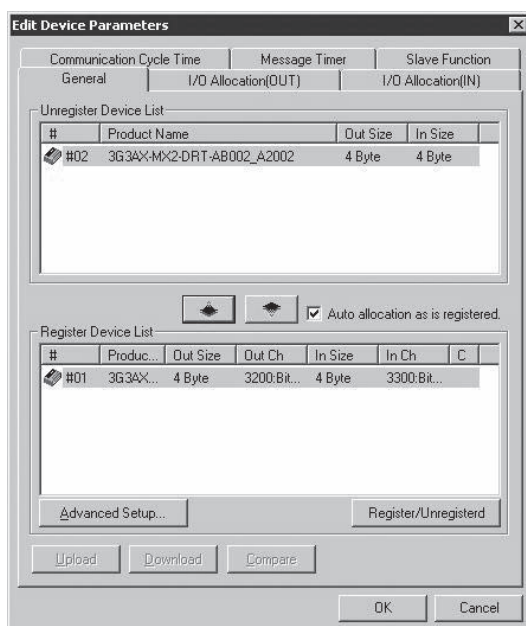 Edit Device Parameters
Communication Cycle Time Message Timer Slave Function
General I/O Allocation(OUT) I/O Allocation(IN)
Unregister Device List
# Product Name Out Size In Size
#02 3G3AX-MX2-DRT-AB002_A2002 4 Byte 4 Byte
Auto allocation as is registered.
Register Device List
# Produc... Out Size Out Ch In Size In Ch C
#01 3G3AX... 4 Byte 3200:Bit... 4 Byte 3300:Bit...
Advanced Setup... Register/Unregisterd
Upload Download Compare
OK Cancel